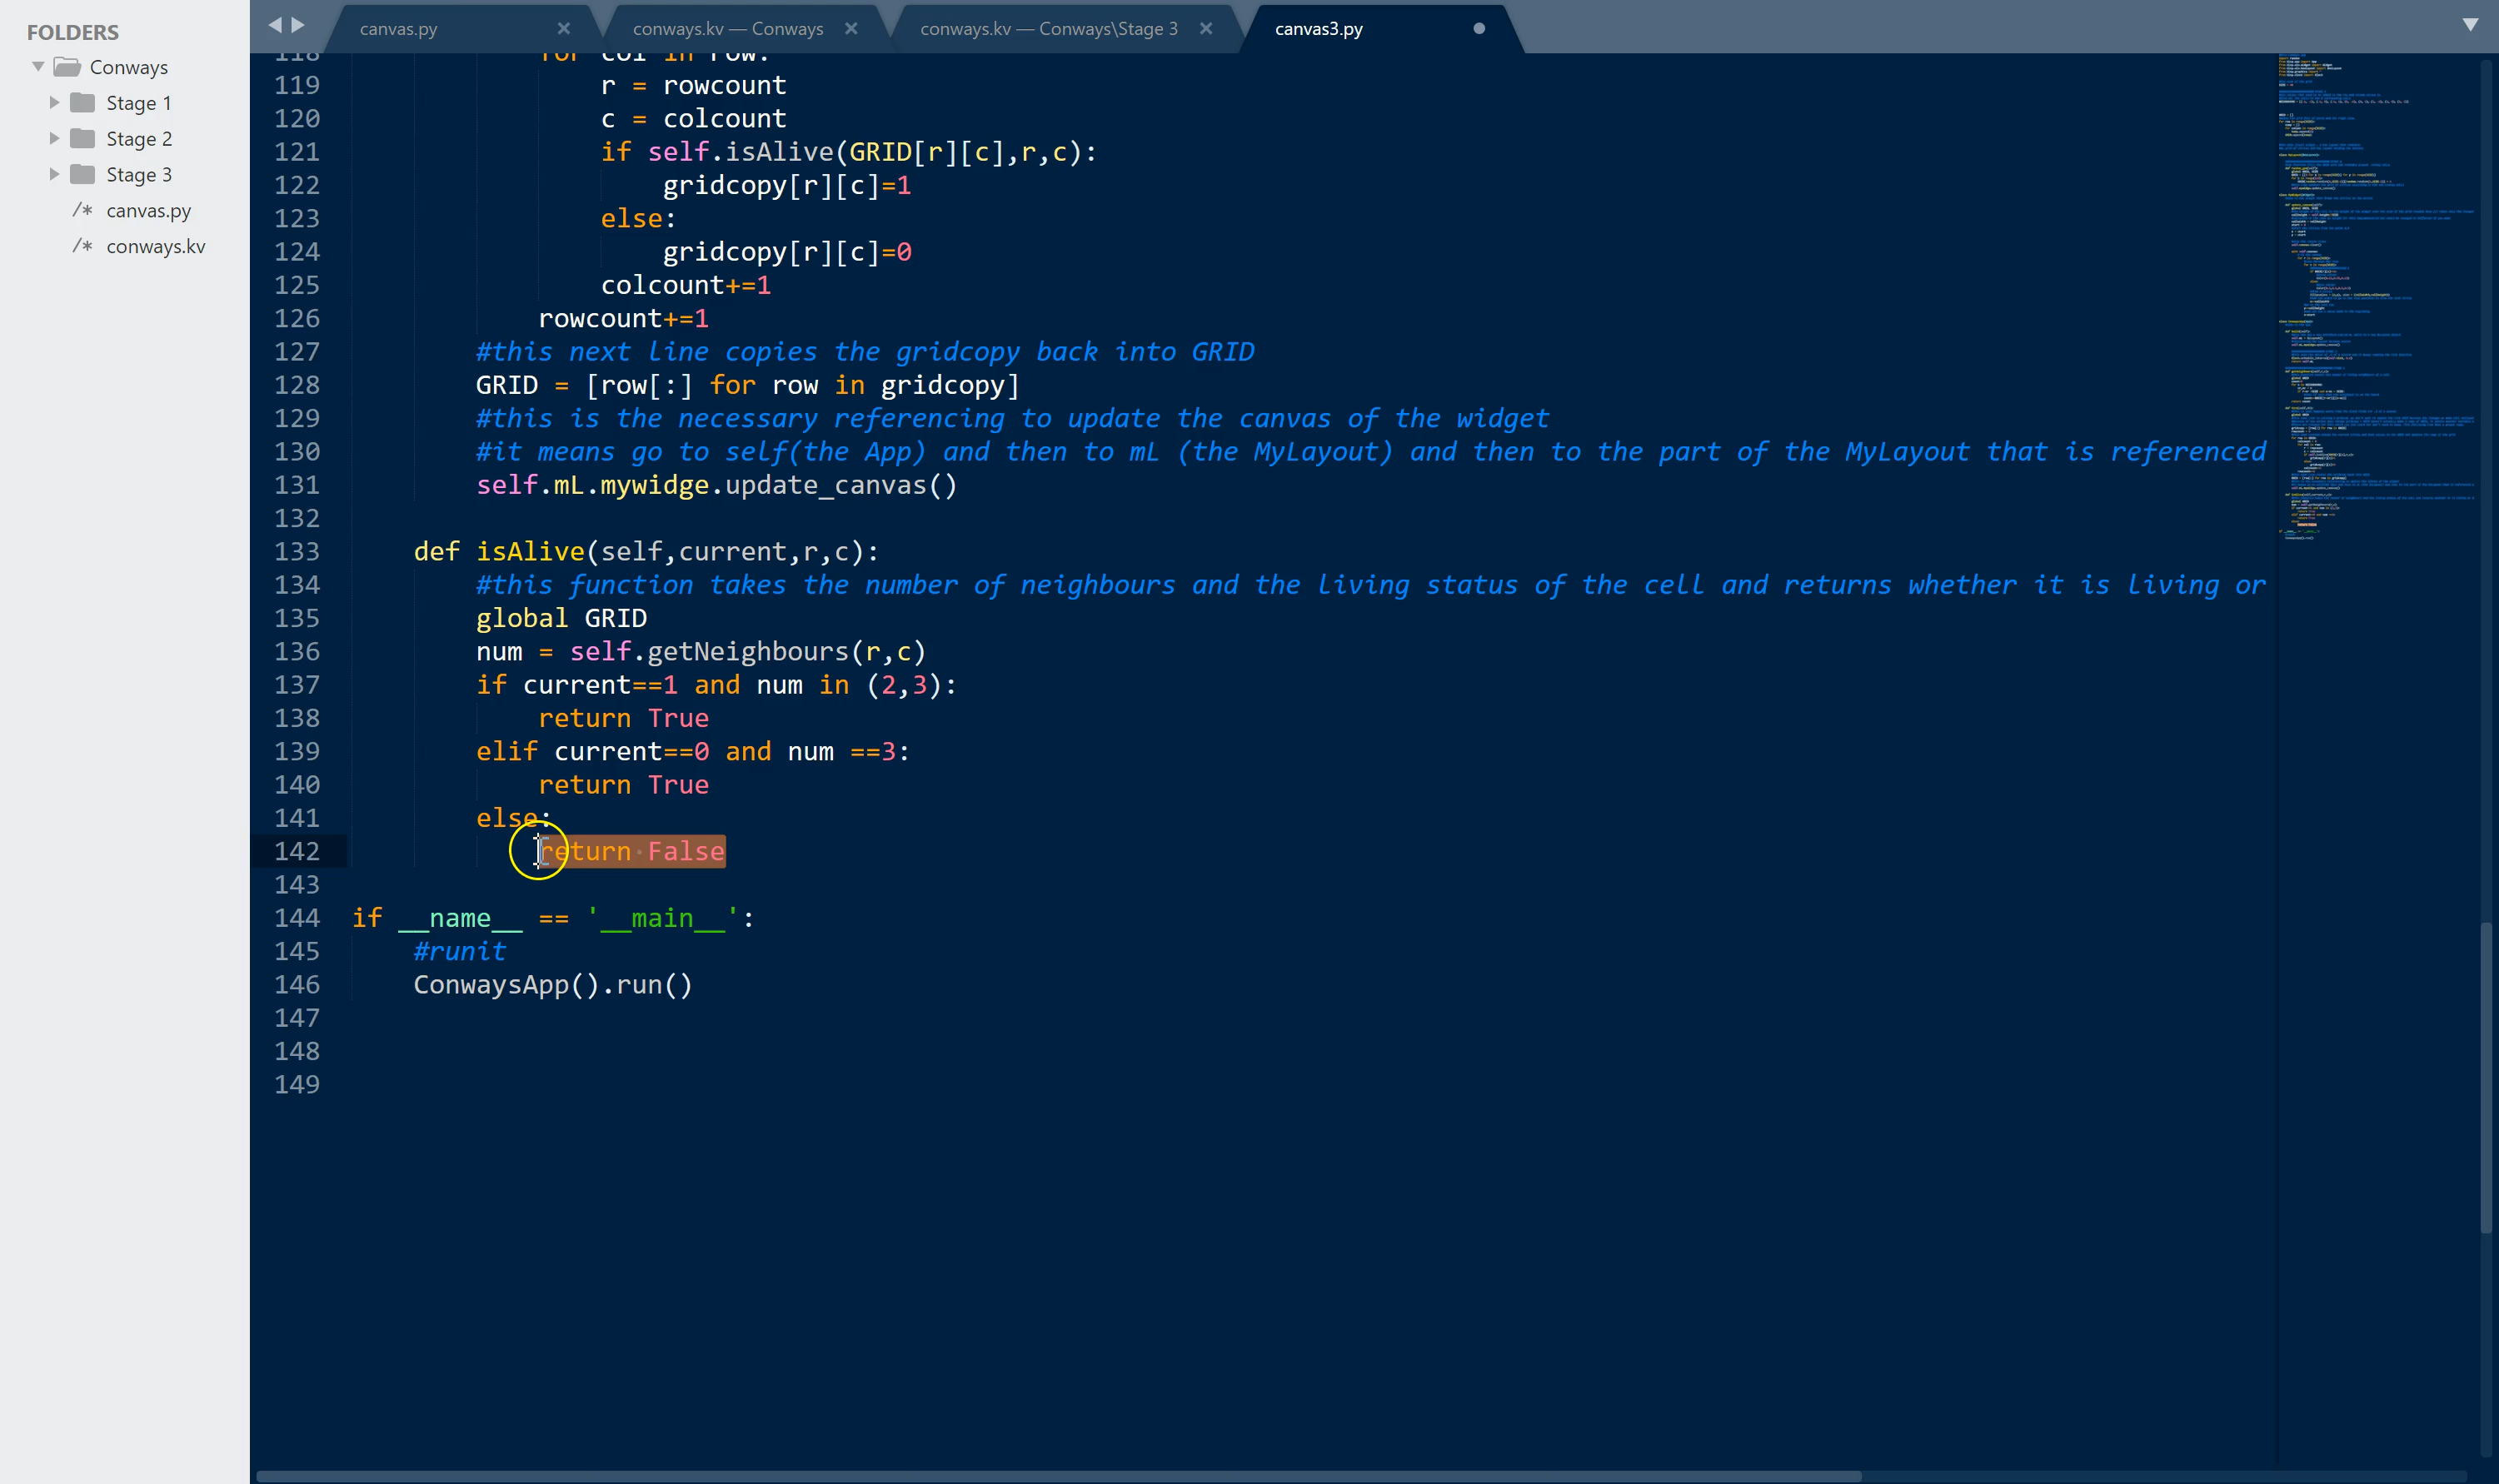 FOLDERS
Conways
Stage 1
Stage 2
Stage 3
/* canvas.py
/* conways.kv
canvas.py ×
conways.kv — Conways ×
conways.kv — Conways\Stage 3 ×
canvas3.py
118 for col in row:
119 r = rowcount
120 c = colcount
121 if self.isAlive(GRID[r][c],r,c):
122 gridcopy[r][c]=1
123 else:
124 gridcopy[r][c]=0
125 colcount+=1
126 rowcount+=1
127 #this next line copies the gridcopy back into GRID
128 GRID = [row[:] for row in gridcopy]
129 #this is the necessary referencing to update the canvas of the widget
130 #it means go to self(the App) and then to mL (the MyLayout) and then to the part of the MyLayout that is referenced
131 self.mL.mywidge.update_canvas()
132
133 def isAlive(self,current,r,c):
134 #this function takes the number of neighbours and the living status of the cell and returns whether it is living or
135 global GRID
136 num = self.getNeighbours(r,c)
137 if current==1 and num in (2,3):
138 return True
139 elif current==0 and num ==3:
140 return True
141 else:
142 return False
143
144 if __name__ == '__main__':
145 #runit
146 ConwaysApp().run()
147
148
149